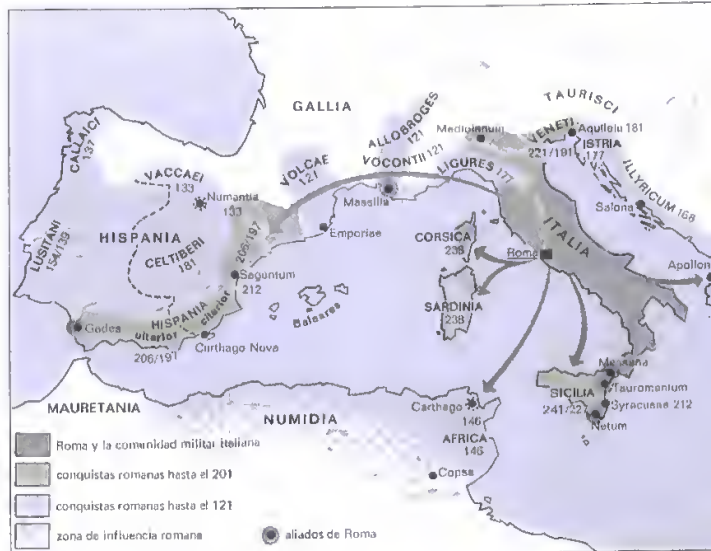 GALLIA
TAURISCI
CALLAICI
137
ALLOBROGES
121
VOCONTII 121
VOLCAE
121
VENETI
221/191
Aquileia 181
ISTRIA
177
LIGURES 177
ILLYRICUM 168
VACCAEI
133
Numantia
133
Massilia
Salona
LUSITANI
154/139
HISPANIA
CELTIBERI
181
206/197
Emporiae
CORSICA
238
Roma
ITALIA
Apollon
Saguntum
212
SARDINIA
238
Baleares
HISPANIA
ulterior
citerior
Gades
206/197
Carthago Nova
Messana
SICILIA
241/227
Tauromenium
Syracusae 212
Netum
MAURETANIA
NUMIDIA
Carthago
146
AFRICA
146
Capsa
Roma y la comunidad militar italiana
conquistas romanas hasta el 201
conquistas romanas hasta el 121
zona de influencia romana
aliados de Roma